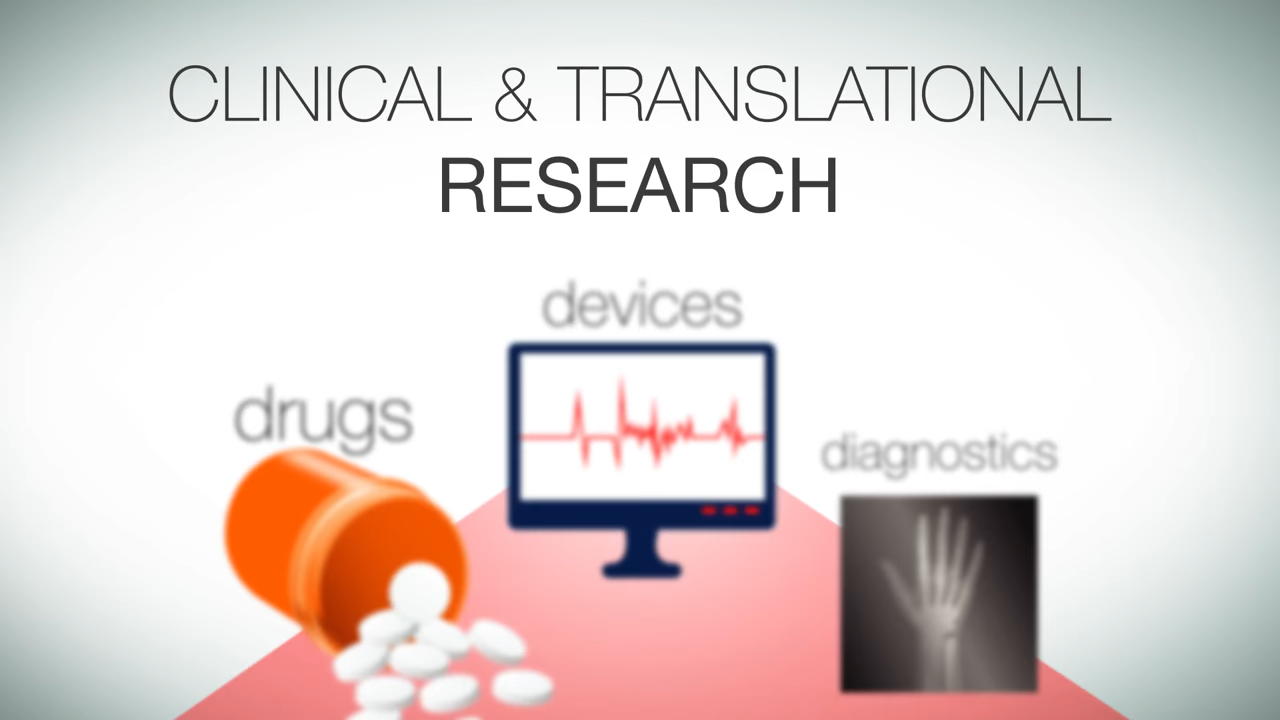 CLINICAL & TRANSLATIONAL
RESEARCH
devices
drugs
diagnostics